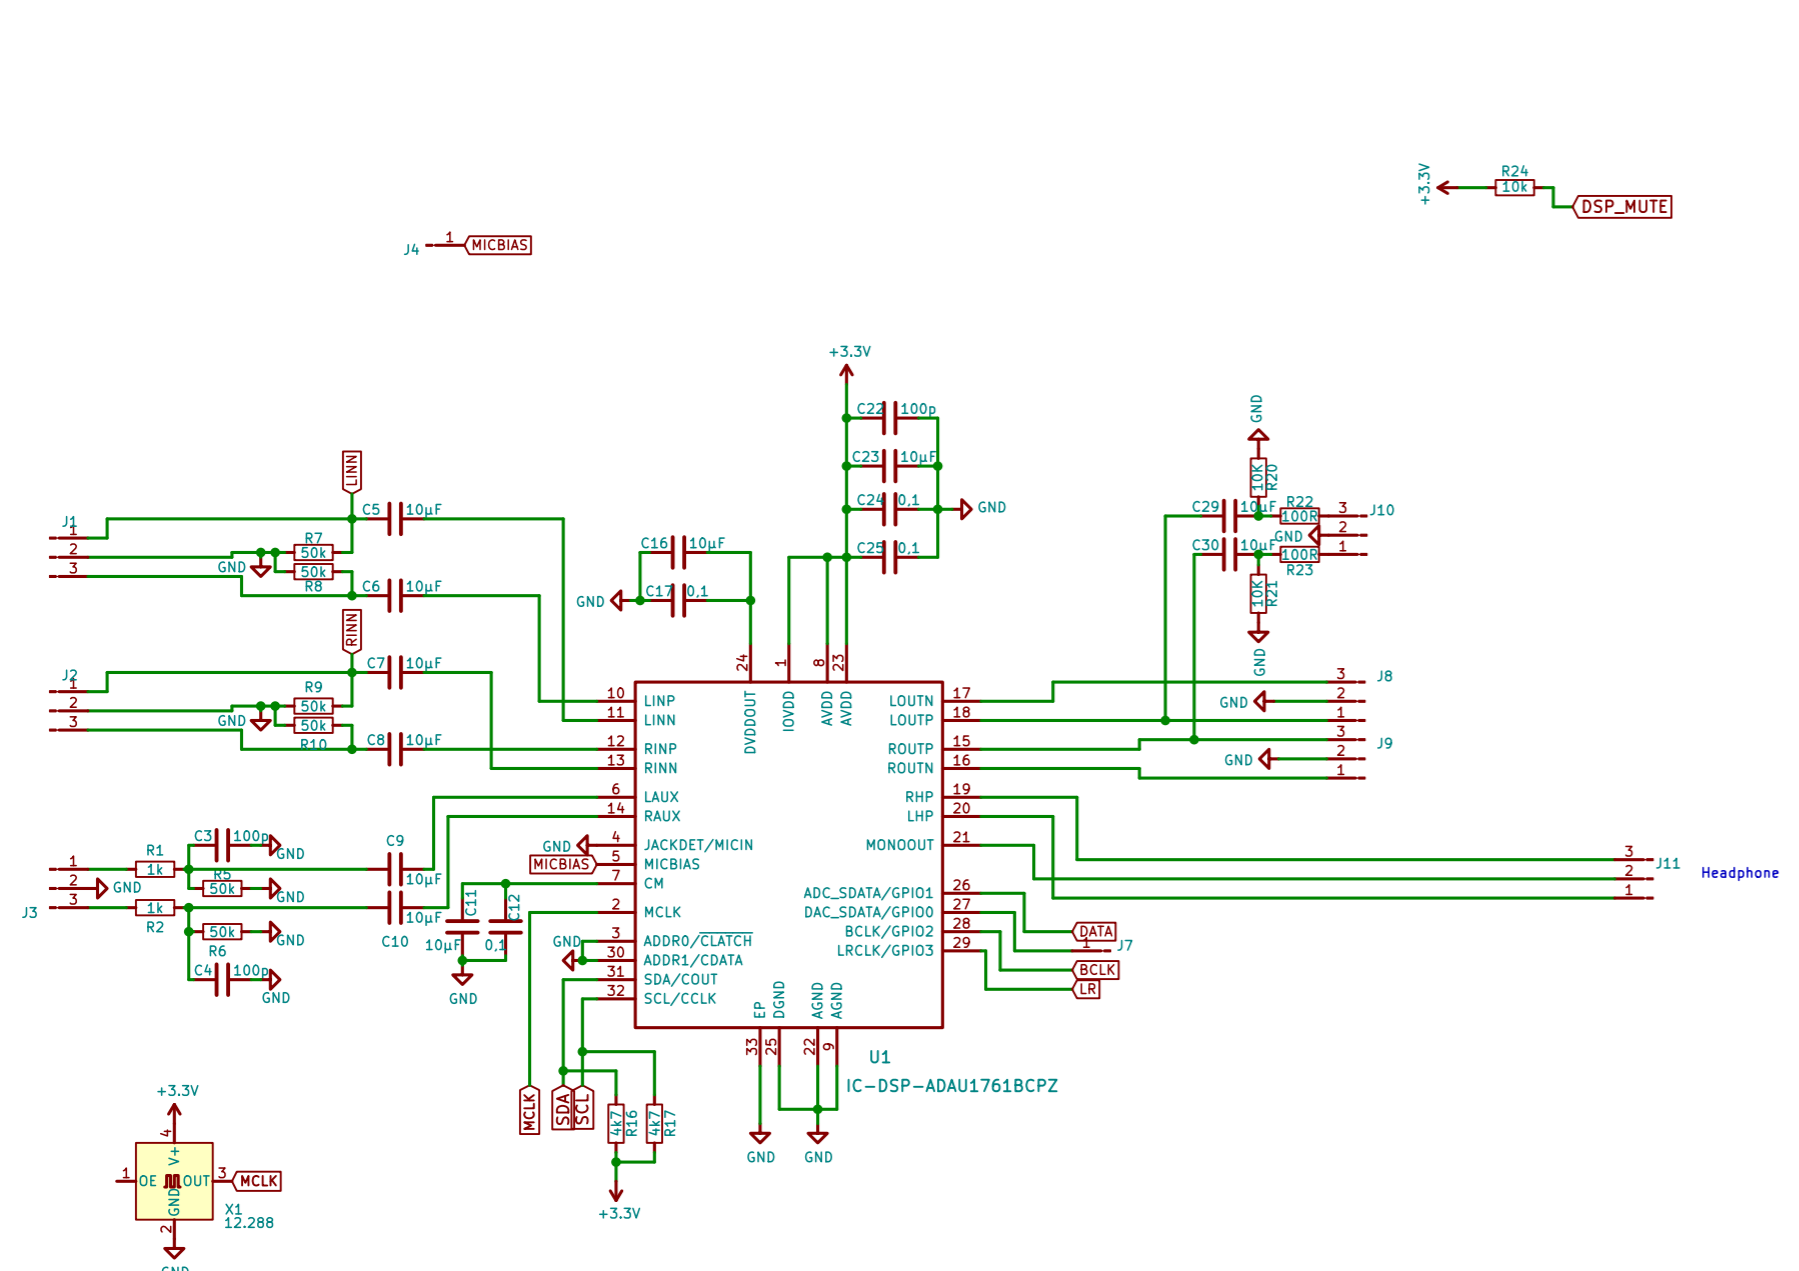 +3.3V
R24
10k
DSP_MUTE
J4
1
MICBIAS
+3.3V
C22
100p
C23
10µF
C24
0,1
GND
C25
0,1
C16
10µF
GND
C17
0,1
GND
10K
R20
C29
10µF
R22
100R
3
J10
GND
2
C30
10µF
100R
1
R23
10K
R21
GND
LINN
C5
10µF
J1
1
2
3
R7
50k
GND
50k
R8
C6
10µF
RINN
C7
10µF
J2
1
2
3
R9
50k
GND
50k
R10
C8
10µF
24
1
8
23
DVDDOUT
IOVDD
AVDD
AVDD
10
LINP
11
LINN
12
RINP
13
RINN
6
LAUX
14
RAUX
4
JACKDET/MICIN
5
MICBIAS
7
CM
2
MCLK
3
ADDR0/CLATCH
30
ADDR1/CDATA
31
SDA/COUT
32
SCL/CCLK
LOUTN
17
LOUTP
18
ROUTP
15
ROUTN
16
RHP
19
LHP
20
MONOOUT
21
ADC_SDATA/GPIO1
26
DAC_SDATA/GPIO0
27
BCLK/GPIO2
28
LRCLK/GPIO3
29
3
J8
GND
2
1
3
J9
GND
2
1
3
J11
2
1
Headphone
DATA
1
J7
BCLK
LR
GND
MICBIAS
C3
100p
GND
R1
1k
1
R5
50k
GND
2
GND
3
J3
1k
R2
50k
GND
R6
C4
100p
GND
C9
10µF
10µF
C10
C11
C12
10µF
0,1
GND
GND
EP
DGND
AGND
AGND
33
25
22
9
U1
IC-DSP-ADAU1761BCPZ
GND
GND
MCLK
SDA
SCL
4k7
R16
4k7
R17
+3.3V
+3.3V
4
V+
1
OE
OUT
3
MCLK
GND
2
X1
12.288
GND